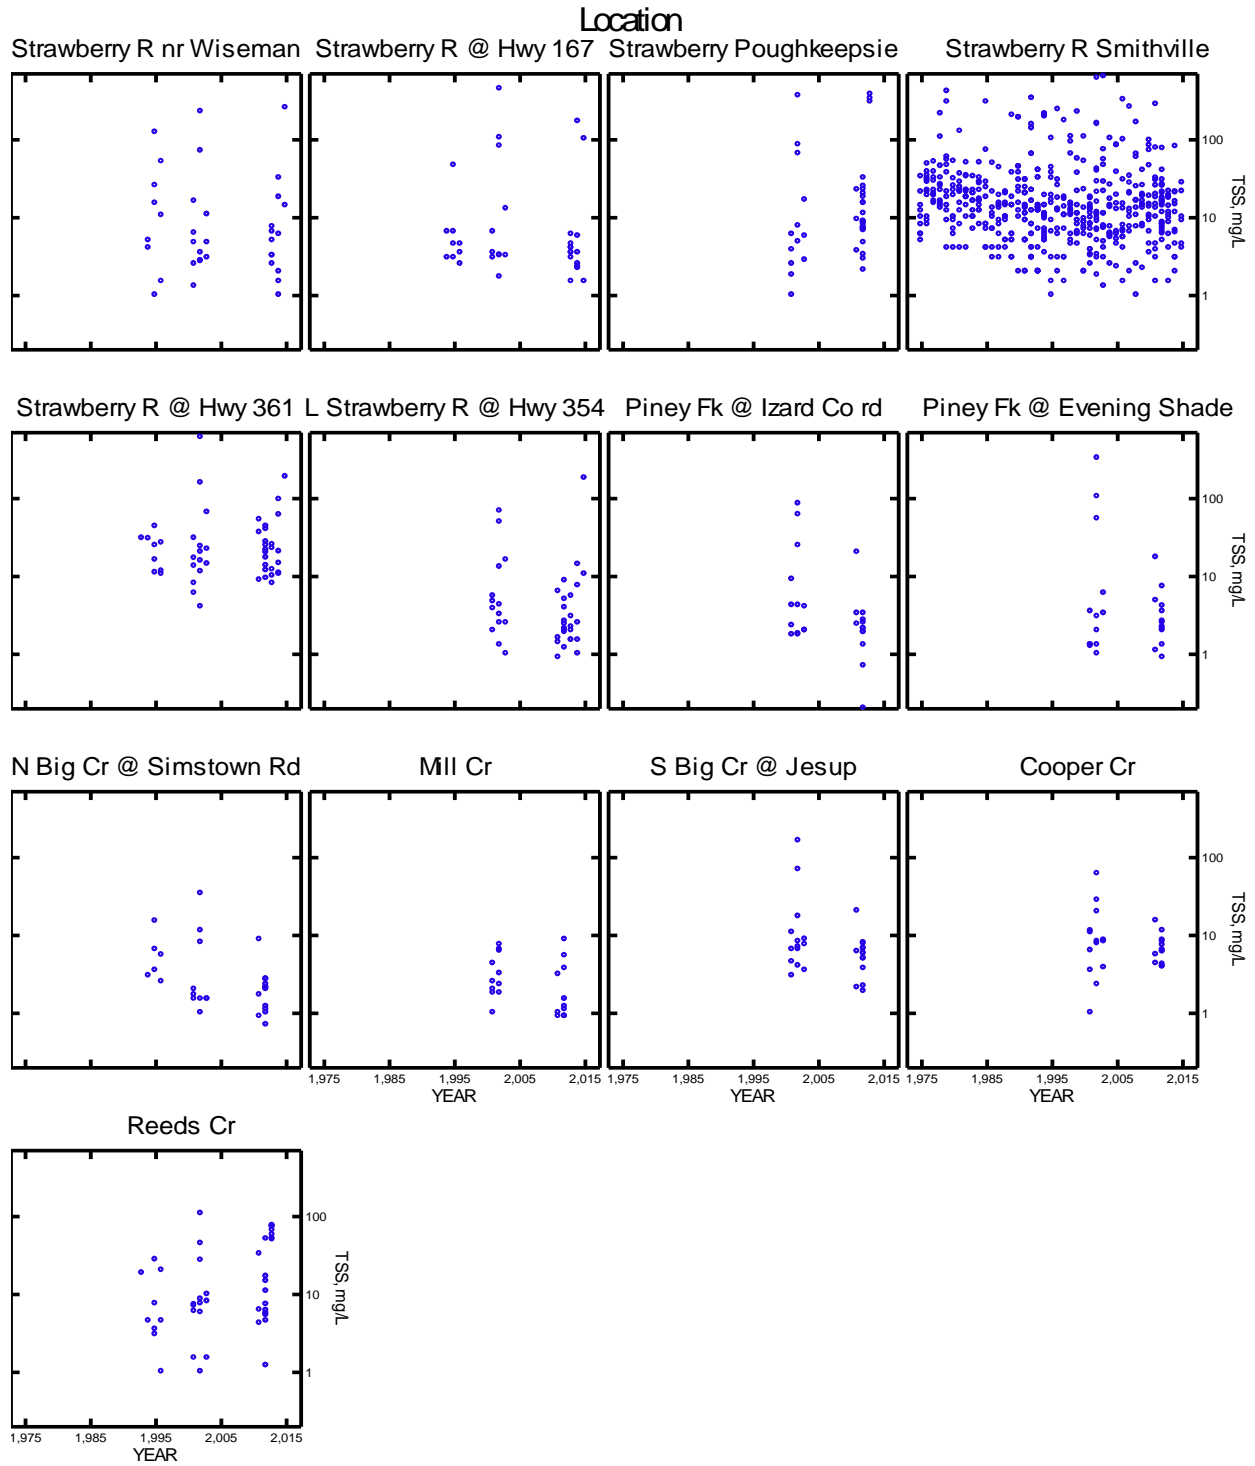 Location
Strawberry R nr Wiseman Strawberry R @ Hwy 167 Strawberry Poughkeepsie Strawberry R Smithville
100
10
1
TSS, mg/L
Strawberry R @ Hwy 361 L Strawberry R @ Hwy 354 Piney Fk @ Izard Co rd Piney Fk @ Evening Shade
100
10
1
TSS, mg/L
N Big Cr @ Simstown Rd Mill Cr S Big Cr @ Jesup Cooper Cr
100
10
1
TSS, mg/L
1,975 1,985 1,995 2,005 2,015 1,975 1,985 1,995 2,005 2,015 1,975 1,985 1,995 2,005 2,015
YEAR YEAR YEAR
Reeds Cr
100
10
1
TSS, mg/L
1,975 1,985 1,995 2,005 2,015
YEAR